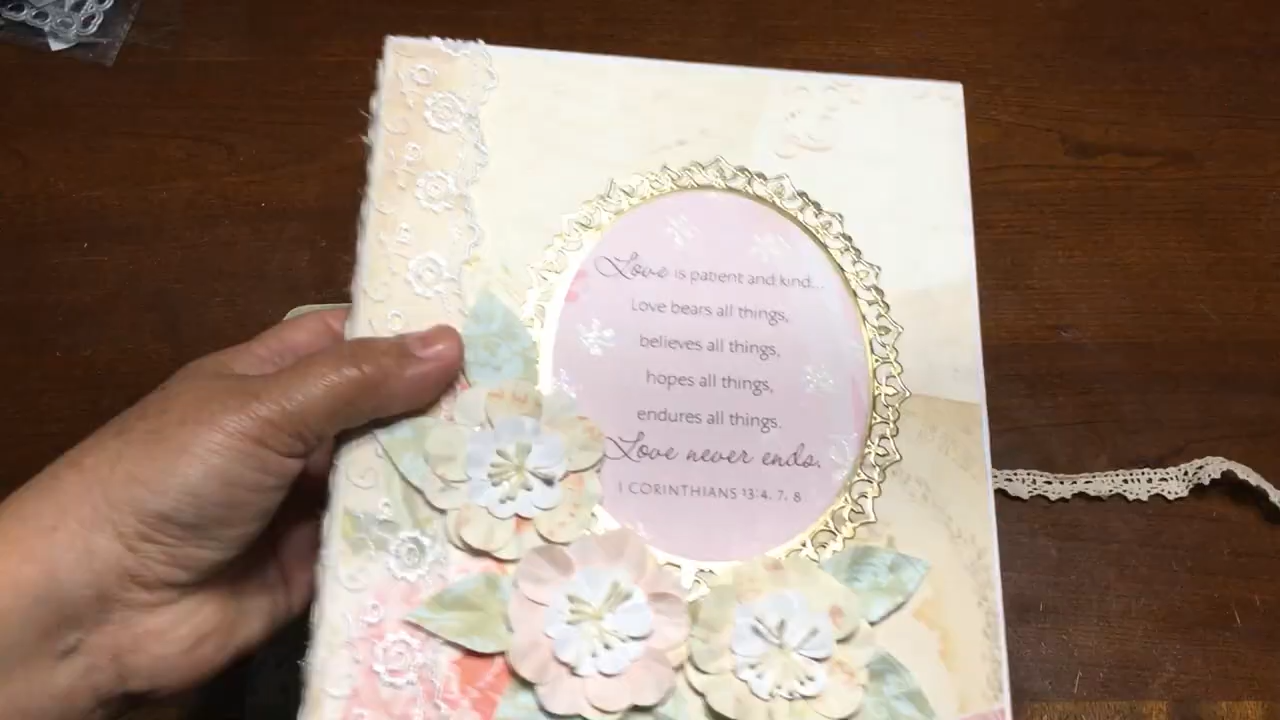 Love is patient and kind...
Love bears all things,
believes all things,
hopes all things,
endures all things.
Love never ends.
1 CORINTHIANS 13:4, 7, 8